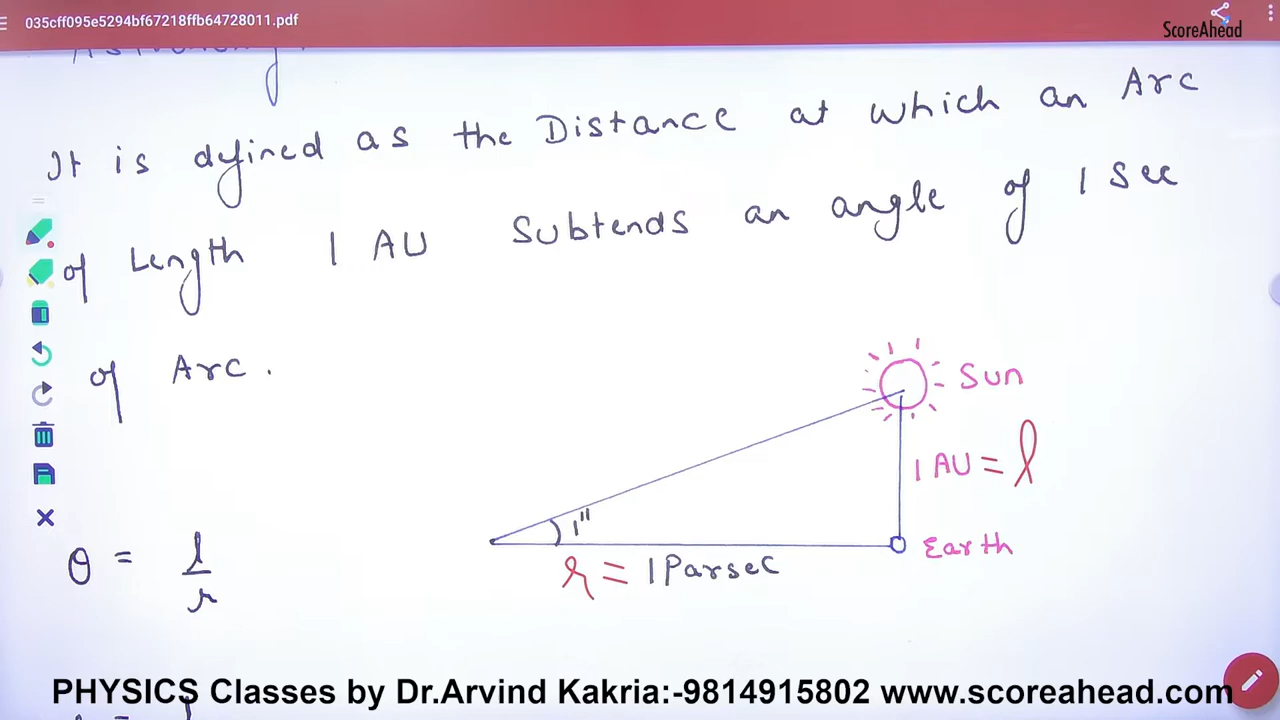 035cff095e5294bf67218ffb64728011.pdf
ScoreAhead
It is defined as the Distance at which an Arc
of Length 1 AU Subtends an angle of 1 Sec
of Arc.
Sun
1 AU = l
1"
Earth
r = 1 Parsec
θ = l
r
PHYSICS Classes by Dr.Arvind Kakria:-9814915802 www.scoreahead.com